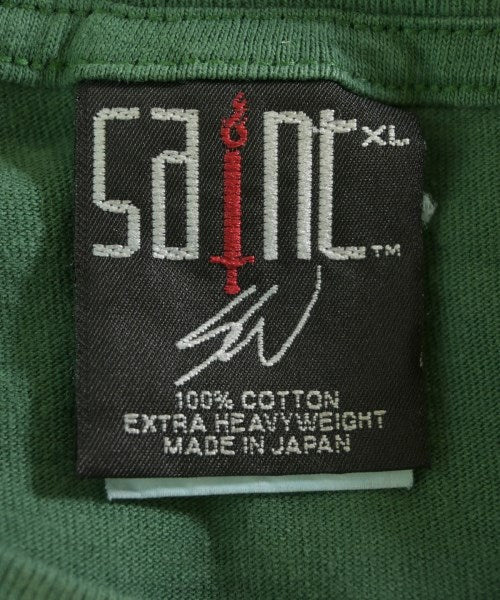 saint XL
™
100% COTTON
EXTRA HEAVYWEIGHT
MADE IN JAPAN